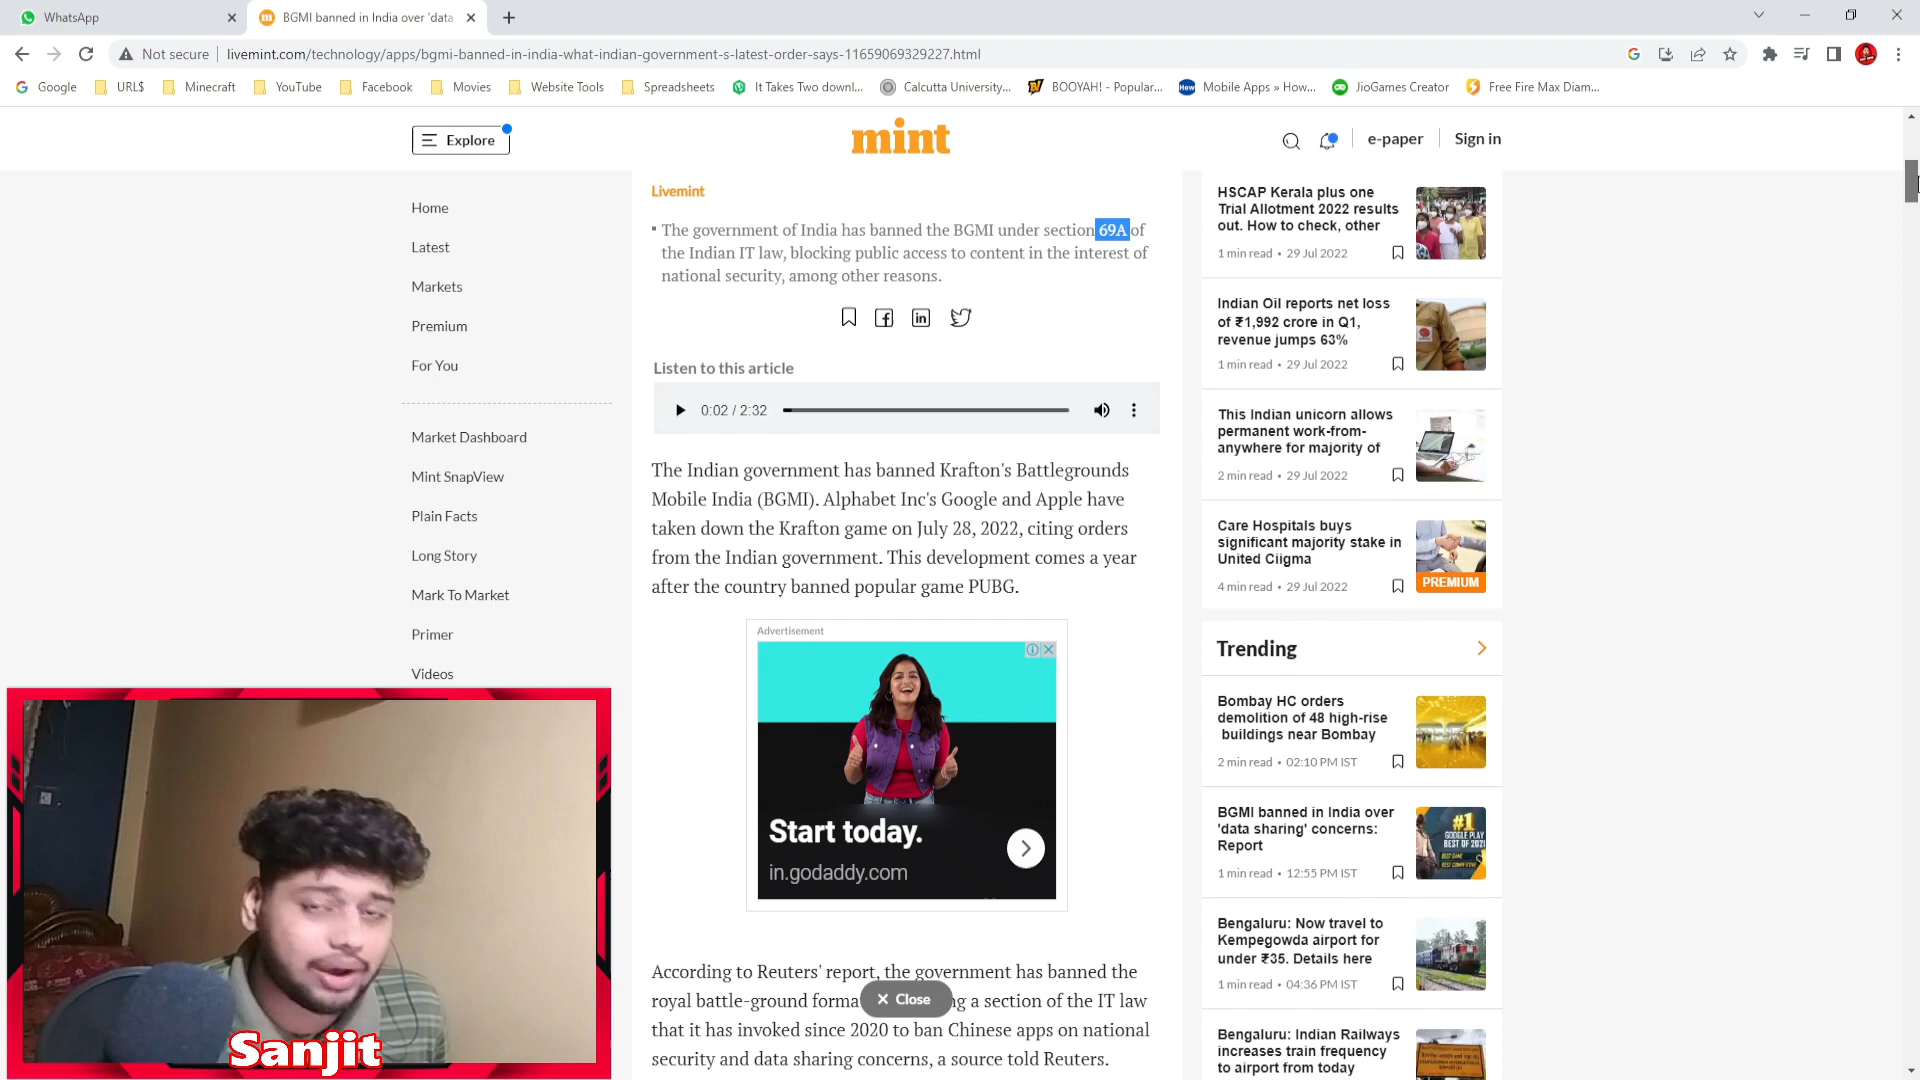 WhatsApp
BGMI banned in India over 'data
Not secure
livemint.com/technology/apps/bgmi-banned-in-india-what-indian-government-s-latest-order-says-11659069329227.html
Google
URL$
Minecraft
YouTube
Facebook
Movies
Website Tools
Spreadsheets
It Takes Two downl...
Calcutta University...
BOOYAH! - Popular...
Mobile Apps » How...
JioGames Creator
Free Fire Max Diam...
Explore
mint
e-paper
Sign in
Home
Latest
Markets
Premium
For You
Market Dashboard
Mint SnapView
Plain Facts
Long Story
Mark To Market
Primer
Videos
Livemint
The government of India has banned the BGMI under section 69A of
the Indian IT law, blocking public access to content in the interest of
national security, among other reasons.
Listen to this article
0:02 / 2:32
The Indian government has banned Krafton's Battlegrounds
Mobile India (BGMI). Alphabet Inc's Google and Apple have
taken down the Krafton game on July 28, 2022, citing orders
from the Indian government. This development comes a year
after the country banned popular game PUBG.
Advertisement
Start today.
in.godaddy.com
According to Reuters' report, the government has banned the
royal battle-ground forma
Close
ng a section of the IT law
that it has invoked since 2020 to ban Chinese apps on national
security and data sharing concerns, a source told Reuters.
HSCAP Kerala plus one
Trial Allotment 2022 results
out. How to check, other
1 min read • 29 Jul 2022
Indian Oil reports net loss
of ₹1,992 crore in Q1,
revenue jumps 63%
1 min read • 29 Jul 2022
This Indian unicorn allows
permanent work-from-
anywhere for majority of
2 min read • 29 Jul 2022
Care Hospitals buys
significant majority stake in
United Ciigma
4 min read • 29 Jul 2022
PREMIUM
Trending
Bombay HC orders
demolition of 48 high-rise
buildings near Bombay
2 min read • 02:10 PM IST
BGMI banned in India over
'data sharing' concerns:
Report
1 min read • 12:55 PM IST
#1
GOOGLE PLAY
BEST OF 2021
Bengaluru: Now travel to
Kempegowda airport for
under ₹35. Details here
1 min read • 04:36 PM IST
Bengaluru: Indian Railways
increases train frequency
to airport from today
Sanjit